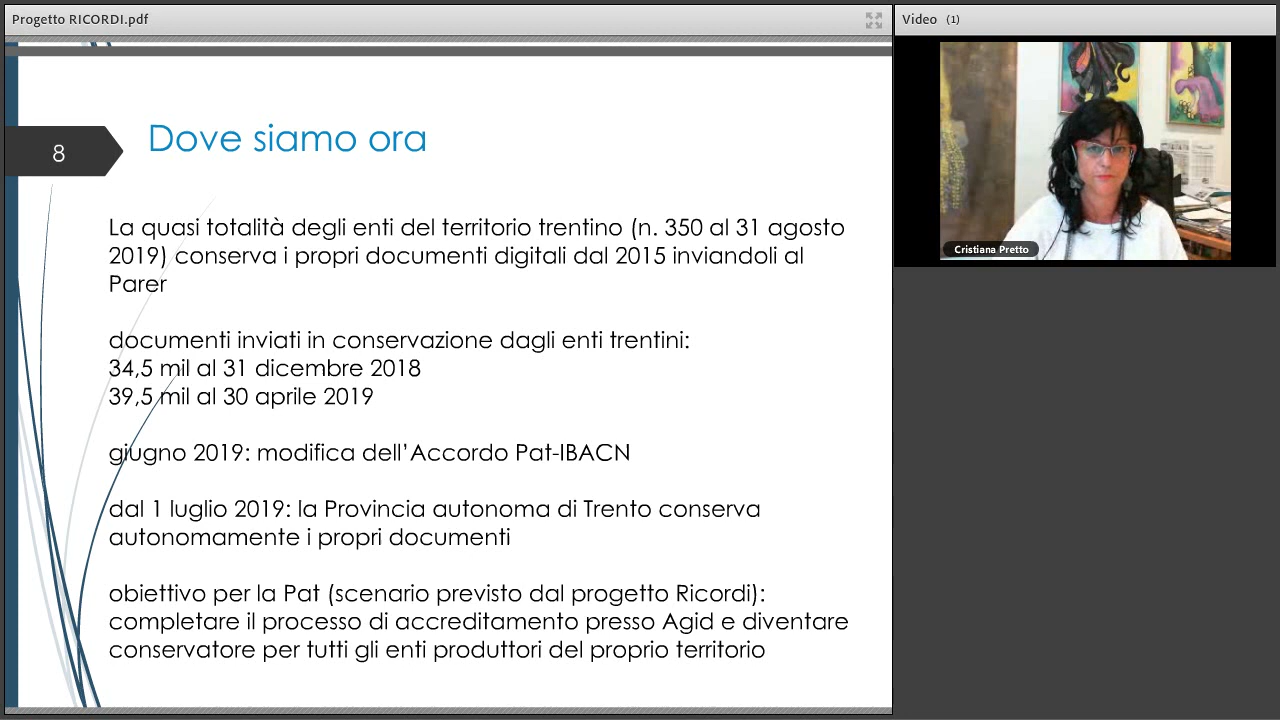 Progetto RICORDI.pdf
Video (1)
8
Dove siamo ora
La quasi totalità degli enti del territorio trentino (n. 350 al 31 agosto
2019) conserva i propri documenti digitali dal 2015 inviandoli al
Parer
documenti inviati in conservazione dagli enti trentini:
34,5 mil al 31 dicembre 2018
39,5 mil al 30 aprile 2019
giugno 2019: modifica dell’Accordo Pat-IBACN
dal 1 luglio 2019: la Provincia autonoma di Trento conserva
autonomamente i propri documenti
obiettivo per la Pat (scenario previsto dal progetto Ricordi):
completare il processo di accreditamento presso Agid e diventare
conservatore per tutti gli enti produttori del proprio territorio
Cristiana Pretto